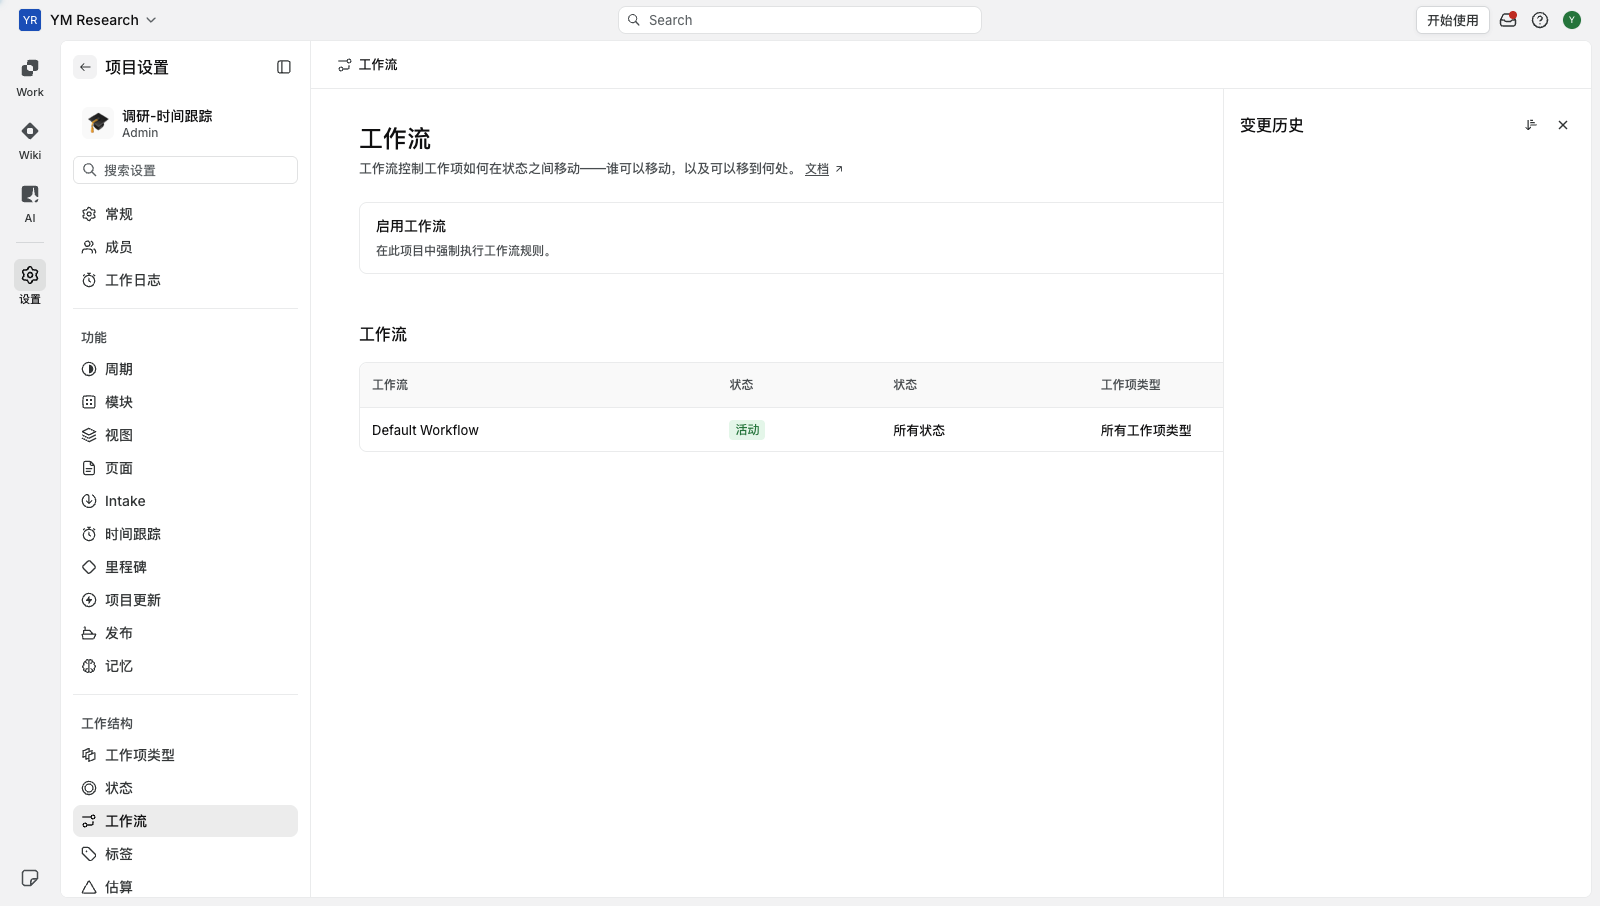 YR YM Research
Search
开始使用
Y
Work
Wiki
AI
设置
项目设置
调研-时间跟踪
Admin
搜索设置
常规
成员
工作日志
功能
周期
模块
视图
页面
Intake
时间跟踪
里程碑
项目更新
发布
记忆
工作结构
工作项类型
状态
工作流
标签
估算
工作流
工作流
工作流控制工作项如何在状态之间移动——谁可以移动，以及可以移到何处。 文档
启用工作流
在此项目中强制执行工作流规则。
工作流
工作流 状态 状态 工作项类型
Default Workflow 活动 所有状态 所有工作项类型
变更历史